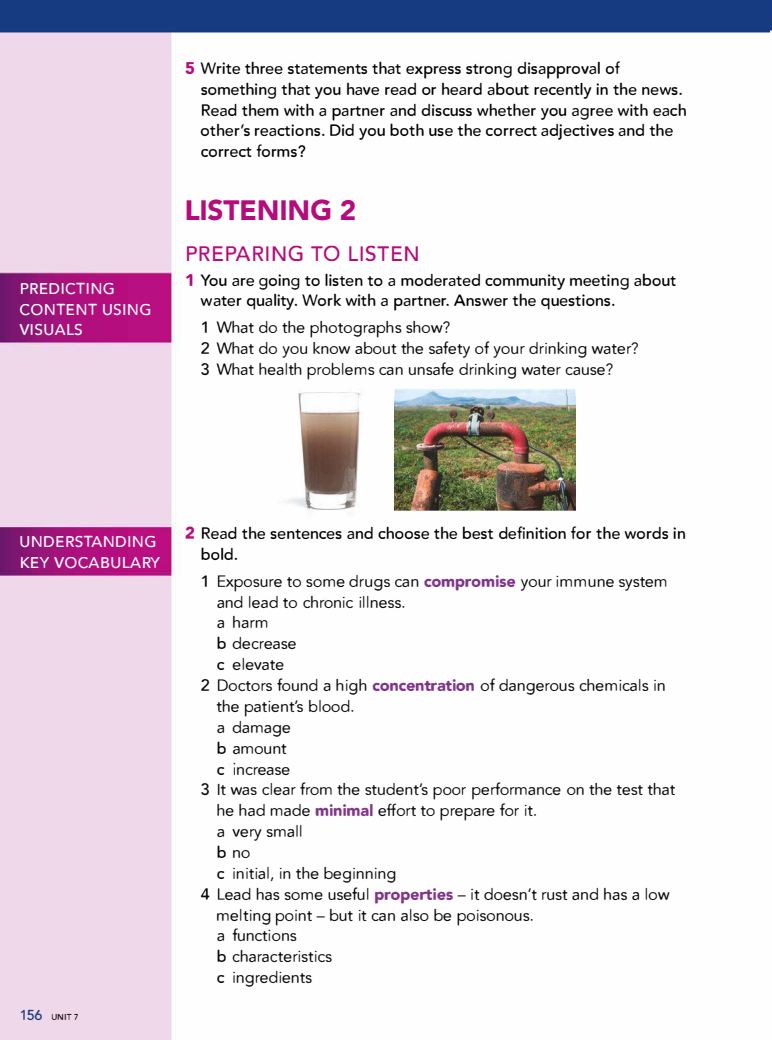 5 Write three statements that express strong disapproval of
something that you have read or heard about recently in the news.
Read them with a partner and discuss whether you agree with each
other’s reactions. Did you both use the correct adjectives and the
correct forms?
LISTENING 2
PREPARING TO LISTEN
PREDICTING
CONTENT USING
VISUALS
1 You are going to listen to a moderated community meeting about
water quality. Work with a partner. Answer the questions.
1 What do the photographs show?
2 What do you know about the safety of your drinking water?
3 What health problems can unsafe drinking water cause?
UNDERSTANDING
KEY VOCABULARY
2 Read the sentences and choose the best definition for the words in
bold.
1 Exposure to some drugs can compromise your immune system
and lead to chronic illness.
a harm
b decrease
c elevate
2 Doctors found a high concentration of dangerous chemicals in
the patient’s blood.
a damage
b amount
c increase
3 It was clear from the student’s poor performance on the test that
he had made minimal effort to prepare for it.
a very small
b no
c initial, in the beginning
4 Lead has some useful properties – it doesn’t rust and has a low
melting point – but it can also be poisonous.
a functions
b characteristics
c ingredients
156 UNIT 7